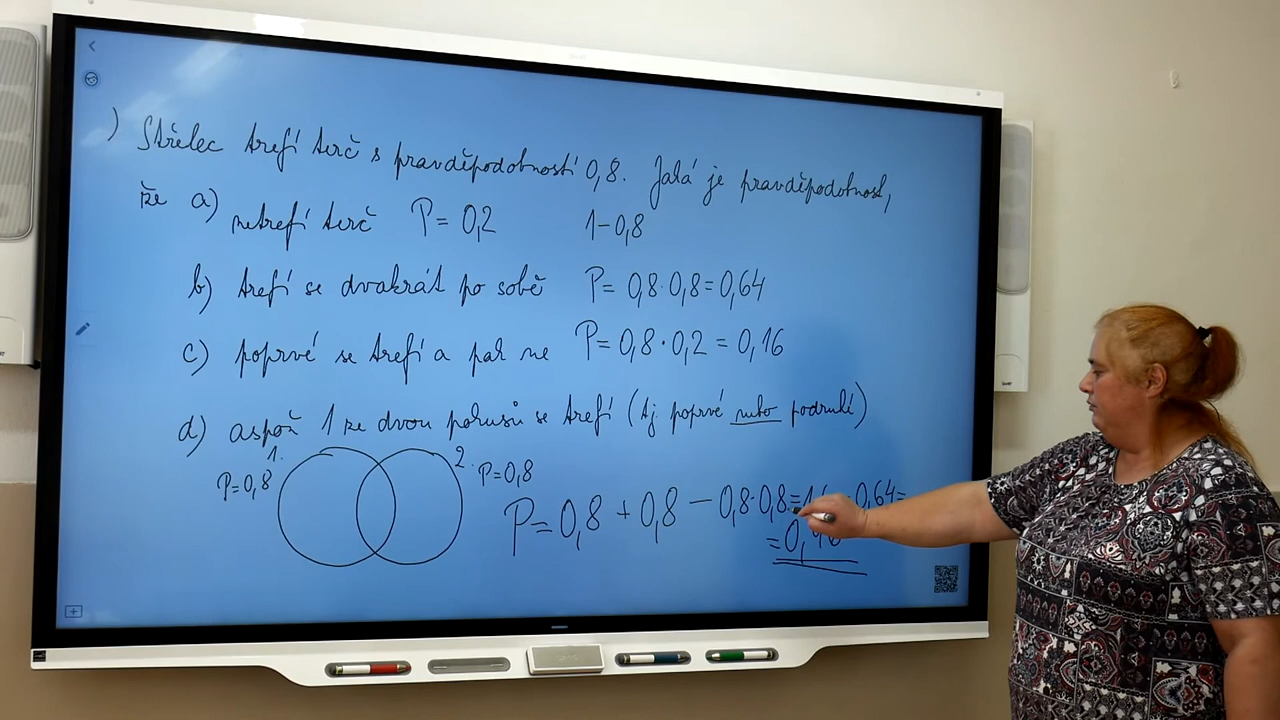 ) Střelec trefí terč s pravděpodobností 0,8. Jaká je pravděpodobnost,
že a) netrefí terč P = 0,2 1-0,8
b) trefí se dvakrát po sobě P = 0,8·0,8 = 0,64
c) poprvé se trefí a pak ne P = 0,8·0,2 = 0,16
d) aspoň 1 ze dvou pokusů se trefí (tj poprvé nebo podruhé)
P=0,8 1. 2. P=0,8
P = 0,8 + 0,8 - 0,8·0,8 = 0,64 =
= 0,